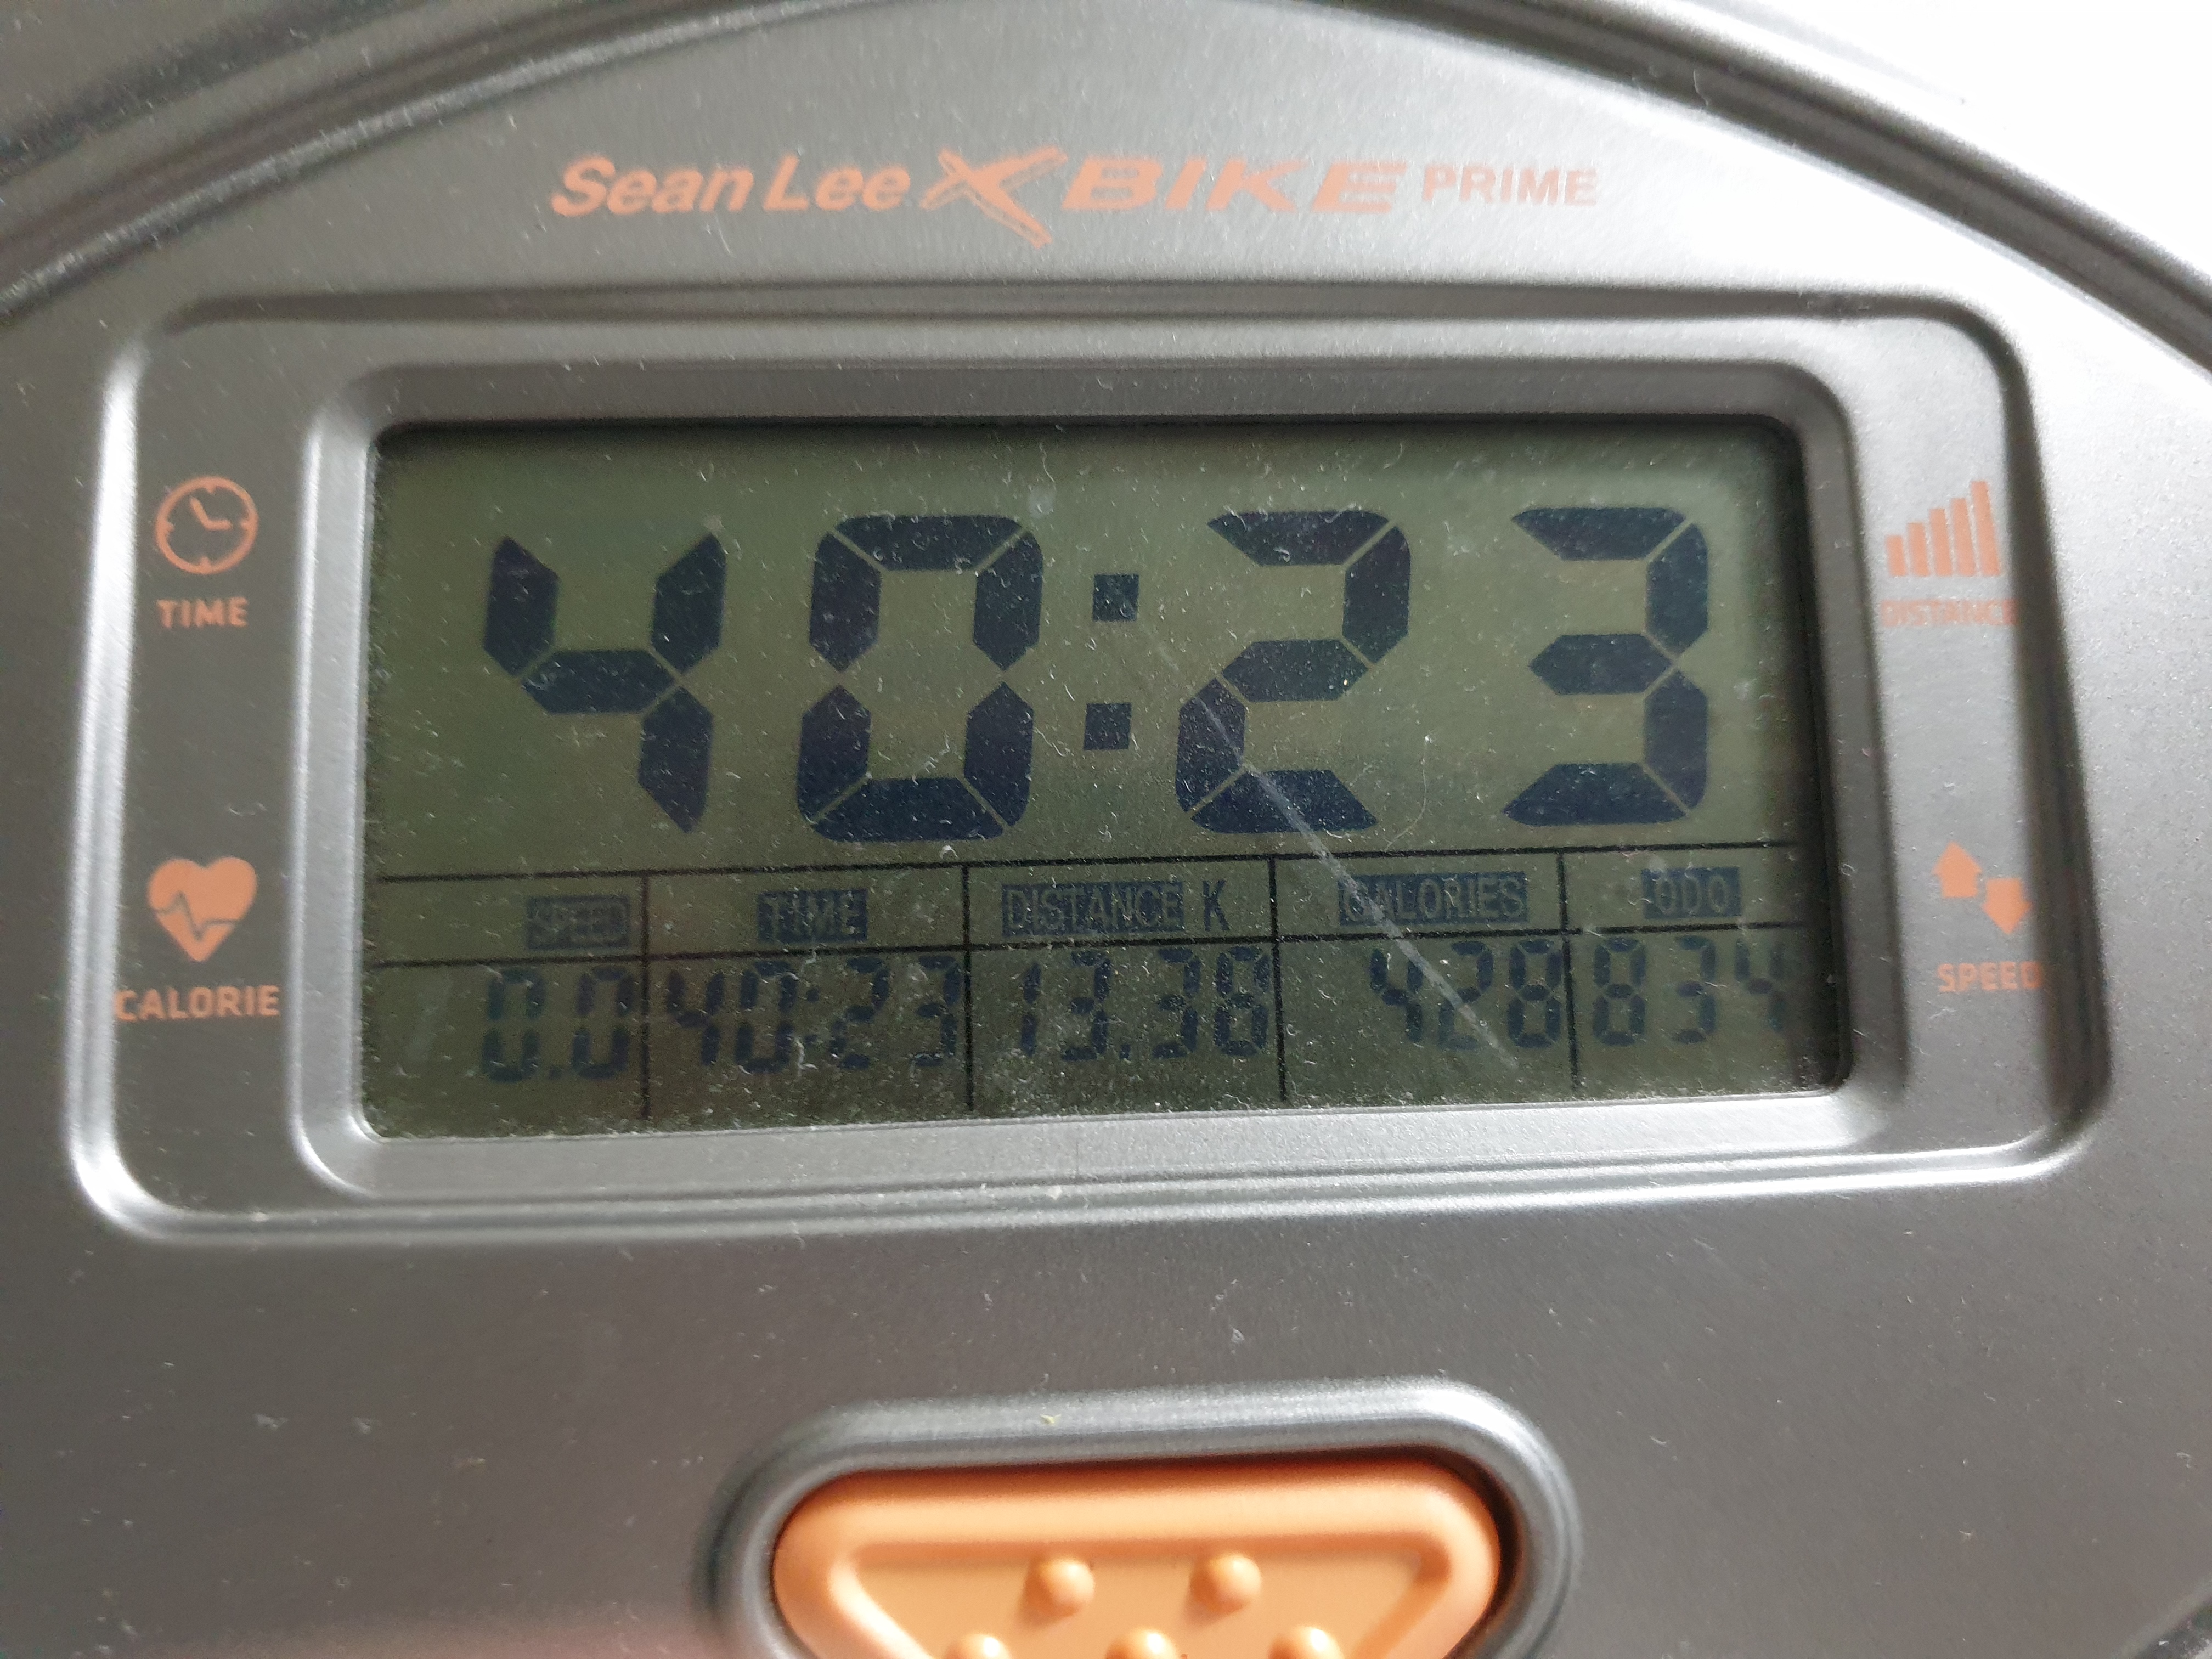 Sean Lee X BIKE PRIME
TIME
DISTANCE
40:23
SPEED TIME DISTANCE K CALORIES ODO
0.0 40:23 13.38 428 834
CALORIE
SPEED